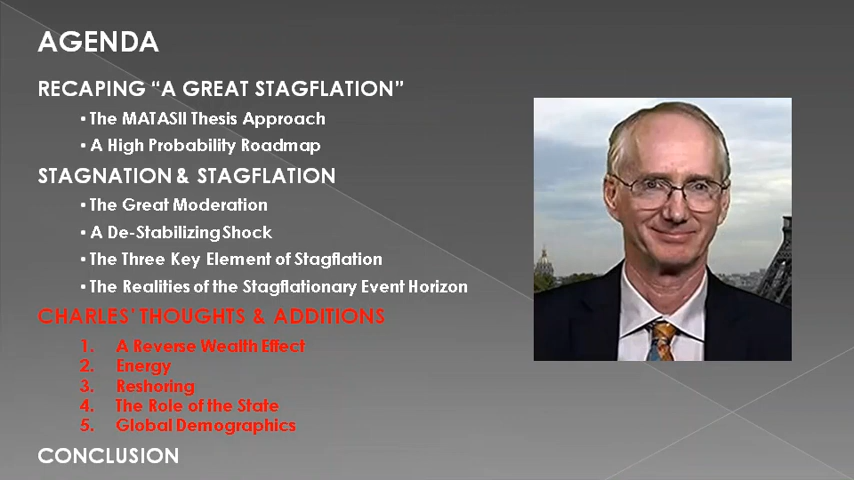 AGENDA
RECAPING “A GREAT STAGFLATION”
▪ The MATASII Thesis Approach
▪ A High Probability Roadmap
STAGNATION & STAGFLATION
▪ The Great Moderation
▪ A De-Stabilizing Shock
▪ The Three Key Element of Stagflation
▪ The Realities of the Stagflationary Event Horizon
CHARLES’ THOUGHTS & ADDITIONS
1. A Reverse Wealth Effect
2. Energy
3. Reshoring
4. The Role of the State
5. Global Demographics
CONCLUSION